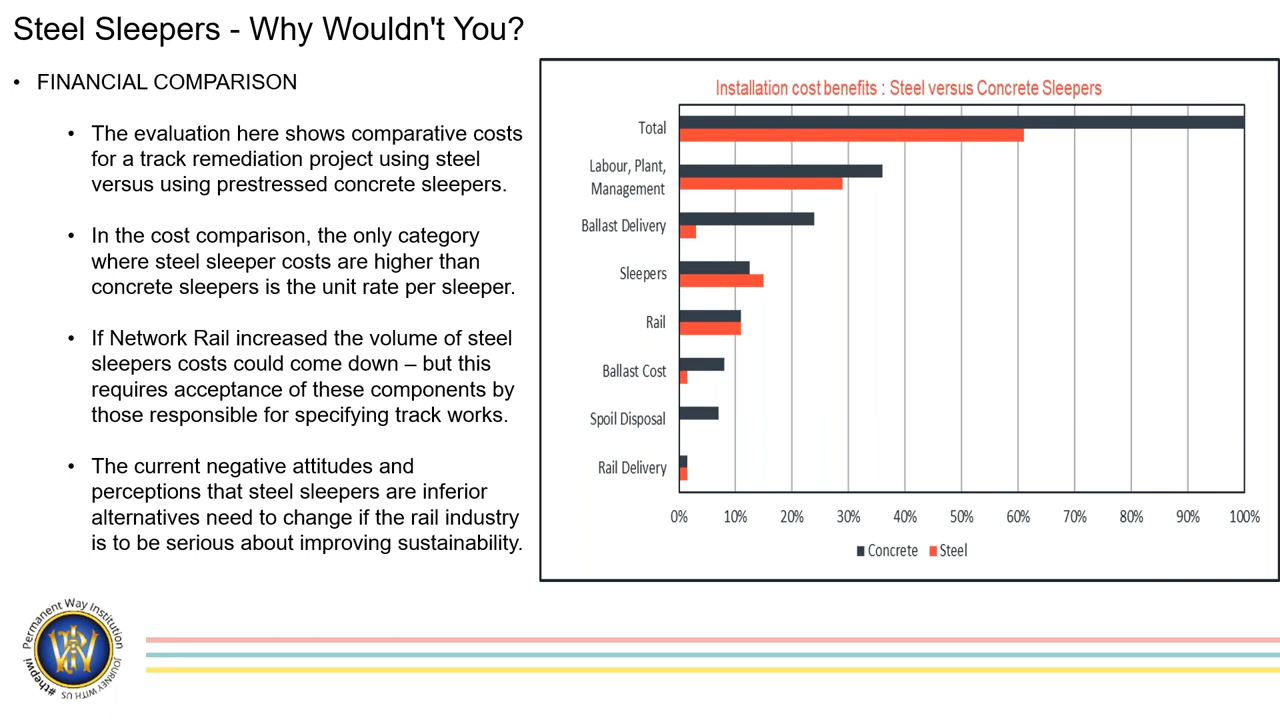 Steel Sleepers - Why Wouldn't You?
• FINANCIAL COMPARISON
• The evaluation here shows comparative costs
for a track remediation project using steel
versus using prestressed concrete sleepers.
• In the cost comparison, the only category
where steel sleeper costs are higher than
concrete sleepers is the unit rate per sleeper.
• If Network Rail increased the volume of steel
sleepers costs could come down – but this
requires acceptance of these components by
those responsible for specifying track works.
• The current negative attitudes and
perceptions that steel sleepers are inferior
alternatives need to change if the rail industry
is to be serious about improving sustainability.
Installation cost benefits : Steel versus Concrete Sleepers
Total
Labour, Plant,
Management
Ballast Delivery
Sleepers
Rail
Ballast Cost
Spoil Disposal
Rail Delivery
0% 10% 20% 30% 40% 50% 60% 70% 80% 90% 100%
Concrete Steel
Permanent Way Institution
JOURNEY WITH US
#thepwi
PWI